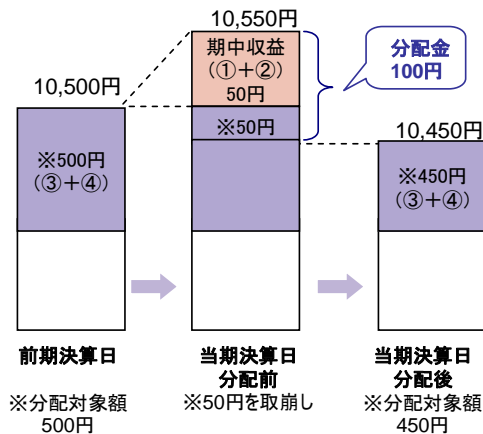 10,550円
期中収益
(①+②)
50円
分配金
100円
10,500円
※50円
10,450円
※500円
(③+④)
※450円
(③+④)
前期決算日
当期決算日
分配前
当期決算日
分配後
※分配対象額
500円
※50円を取崩し
※分配対象額
450円